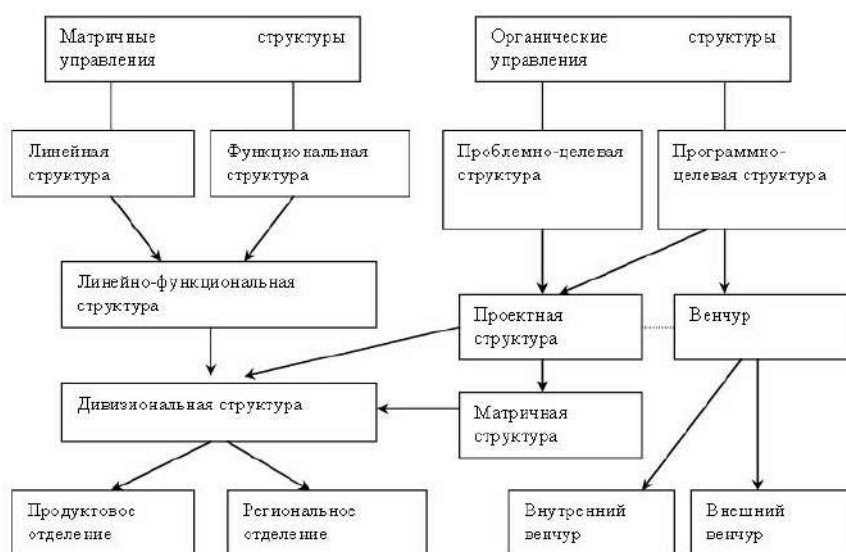 Матричные структуры
управления
Органические структуры
управления
Линейная
структура
Функциональная
структура
Проблемно-целевая
структура
Программно-
целевая структура
Линейно-функциональная
структура
Проектная
структура
Венчур
Дивизиональная структура
Матричная
структура
Продуктовое
отделение
Региональное
отделение
Внутренний
венчур
Внешний
венчур